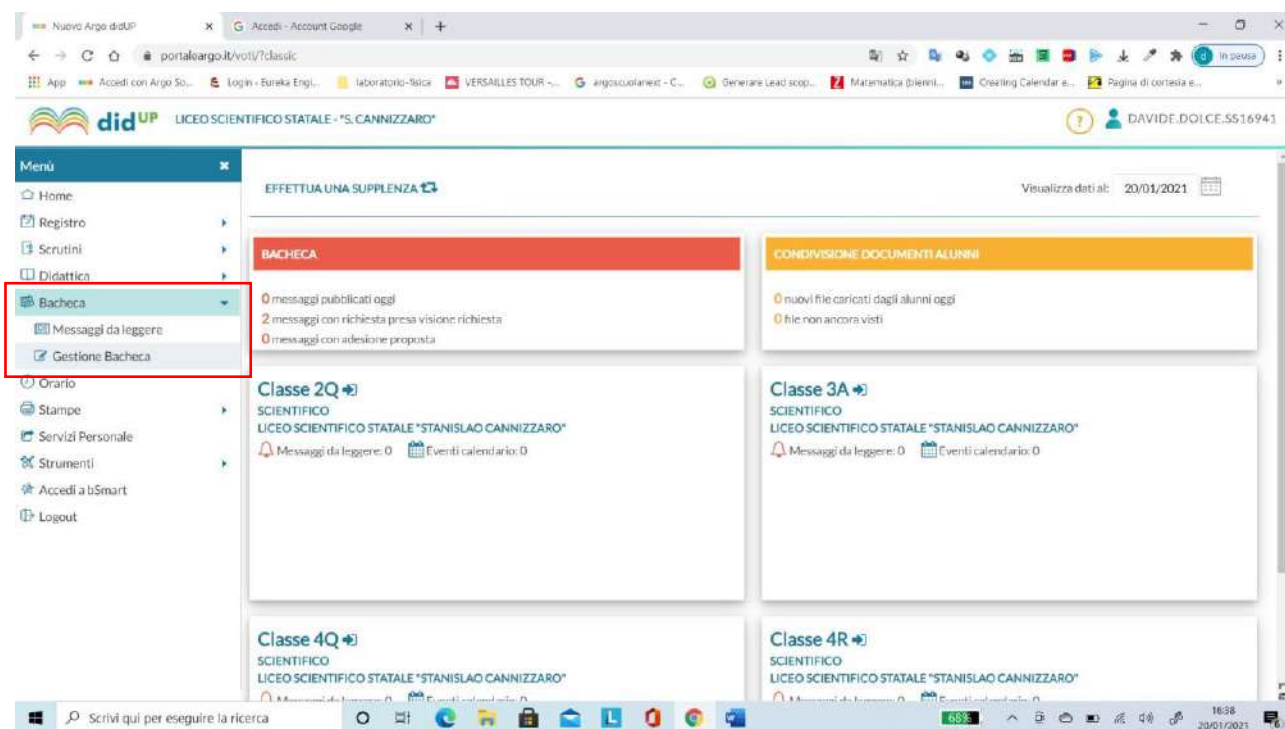 Nuovo Argo didUP
Accedi - Account Google
portaleargo.it/voti/?classic
In pausa
App
Accedi con Argo So...
Login - Eureka Engi...
laboratorio-fisica
VERSAILLES TOUR -...
argoscuolanext - C...
Generare Lead scop...
Matematica (bienni...
Creating Calendar e...
Pagina di cortesia e...
didUP LICEO SCIENTIFICO STATALE - "S. CANNIZZARO"
? DAVIDE.DOLCE.SS16941
Menù
Home
Registro
Scrutini
Didattica
Bacheca
Messaggi da leggere
Gestione Bacheca
Orario
Stampe
Servizi Personale
Strumenti
Accedi a bSmart
Logout
EFFETTUA UNA SUPPLENZA
Visualizza dati al: 20/01/2021
BACHECA
0 messaggi pubblicati oggi
2 messaggi con richiesta presa visione richiesta
0 messaggi con adesione proposta
CONDIVISIONE DOCUMENTI ALUNNI
0 nuovi file caricati dagli alunni oggi
0 file non ancora visti
Classe 2Q
SCIENTIFICO
LICEO SCIENTIFICO STATALE "STANISLAO CANNIZZARO"
Messaggi da leggere: 0 Eventi calendario: 0
Classe 3A
SCIENTIFICO
LICEO SCIENTIFICO STATALE "STANISLAO CANNIZZARO"
Messaggi da leggere: 0 Eventi calendario: 0
Classe 4Q
SCIENTIFICO
LICEO SCIENTIFICO STATALE "STANISLAO CANNIZZARO"
Classe 4R
SCIENTIFICO
LICEO SCIENTIFICO STATALE "STANISLAO CANNIZZARO"
Scrivi qui per eseguire la ricerca
68%
16:38
20/01/2021